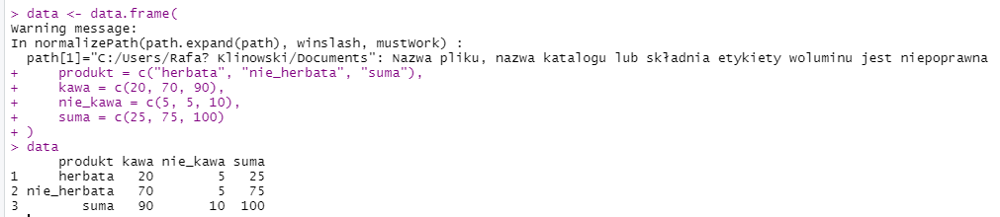 > data <- data.frame(
Warning message:
In normalizePath(path.expand(path), winslash, mustWork) :
  path[1]="C:/Users/Rafa? Klinowski/Documents": Nazwa pliku, nazwa katalogu lub składnia etykiety woluminu jest niepoprawna
+     produkt = c("herbata", "nie_herbata", "suma"),
+     kawa = c(20, 70, 90),
+     nie_kawa = c(5, 5, 10),
+     suma = c(25, 75, 100)
+ )
> data
      produkt kawa nie_kawa suma
1     herbata   20        5   25
2 nie_herbata   70        5   75
3        suma   90       10  100